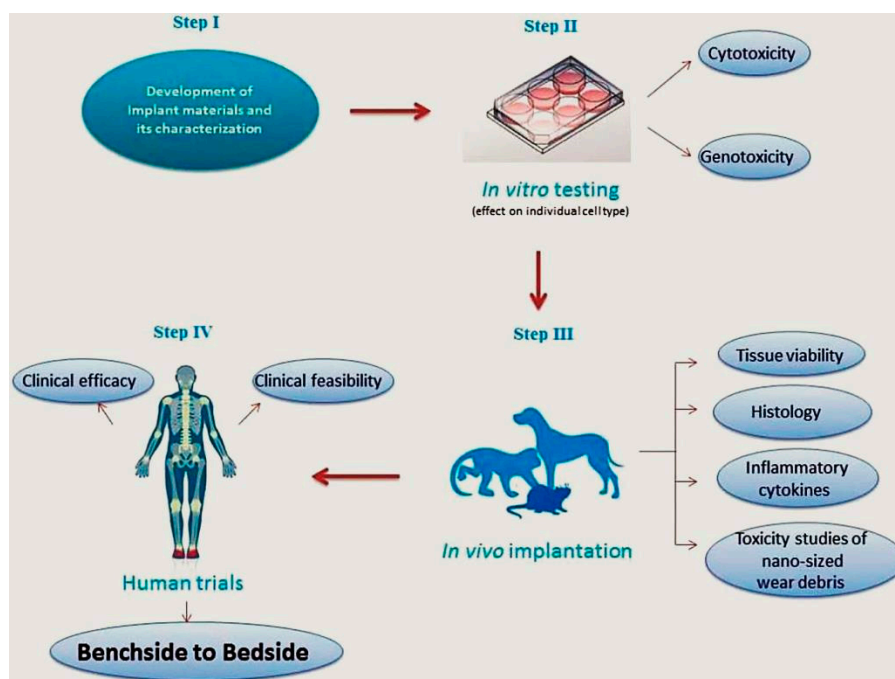 Step I
Development of
Implant materials and
its characterization
Step II
Cytotoxicity
Genotoxicity
In vitro testing
(effect on individual cell type)
Step III
Tissue viability
Histology
Inflammatory
cytokines
Toxicity studies of
nano-sized
wear debris
In vivo implantation
Step IV
Clinical efficacy
Clinical feasibility
Human trials
Benchside to Bedside